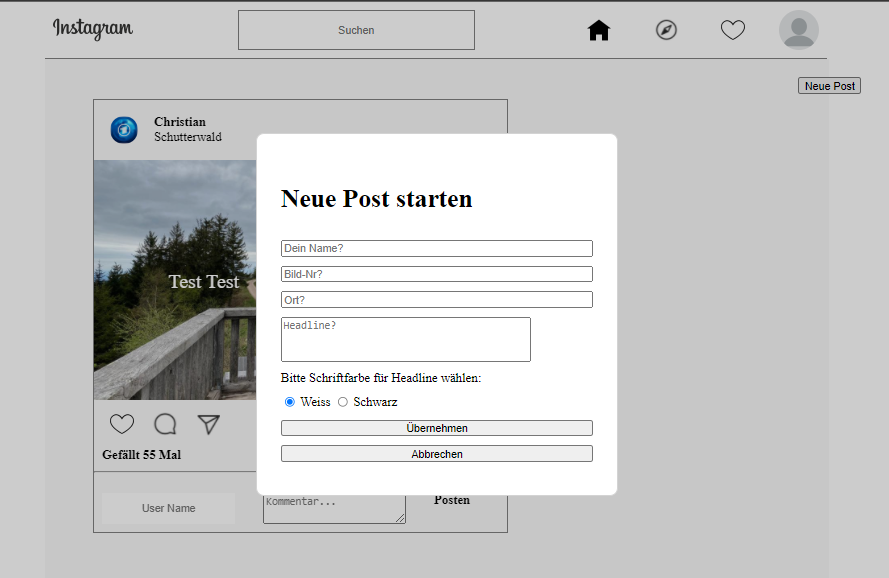 Instagram
Suchen
Neue Post
Christian
Schutterwald
Test Test
Gefällt 55 Mal
User Name
Kommentar...
Posten
Neue Post starten
Dein Name?
Bild-Nr?
Ort?
Headline?
Bitte Schriftfarbe für Headline wählen:
Weiss Schwarz
Übernehmen
Abbrechen